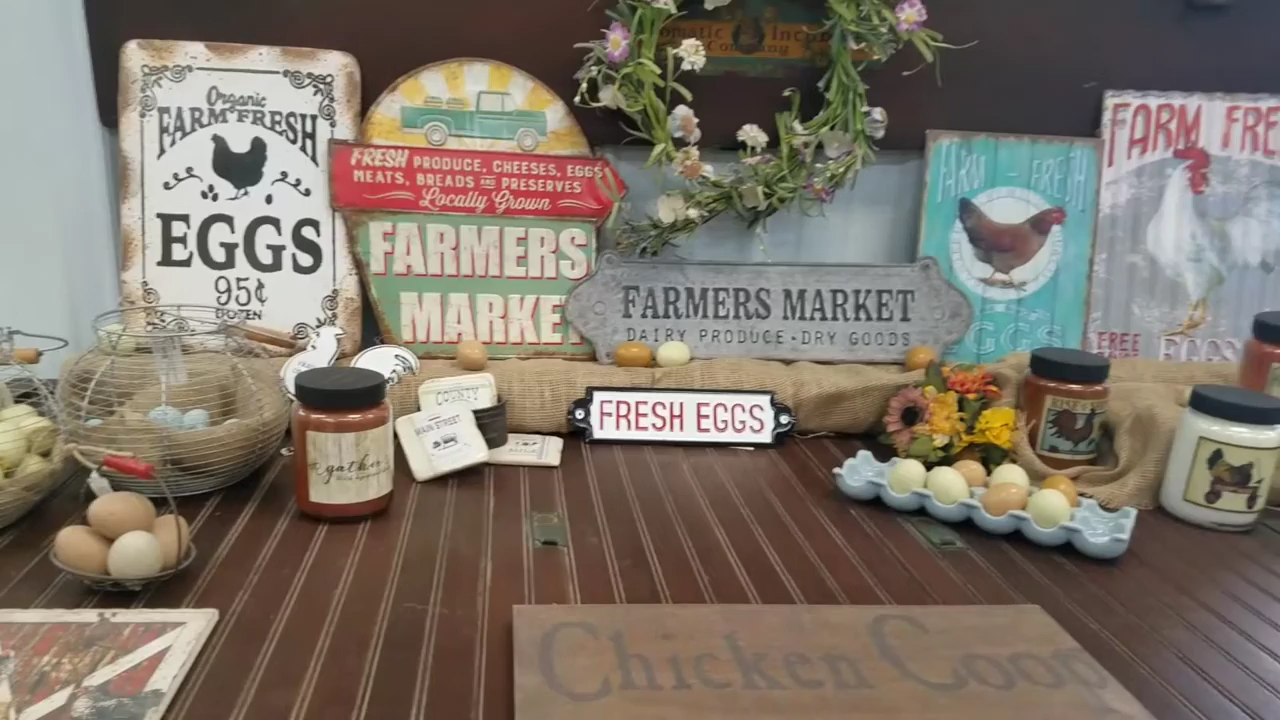 Organic
FARM FRESH
EGGS
95¢
DOZEN
FRESH PRODUCE, CHEESES, EGGS
MEATS, BREADS AND PRESERVES
Locally Grown
FARMERS
MARKE
Company
FARMERS MARKET
DAIRY PRODUCE•DRY GOODS
FARM - FRESH
EGGS
FARM FRE
FREE
EGGS
gather
COUNTY
MAIN STREET
FRESH EGGS
Chicken Coop